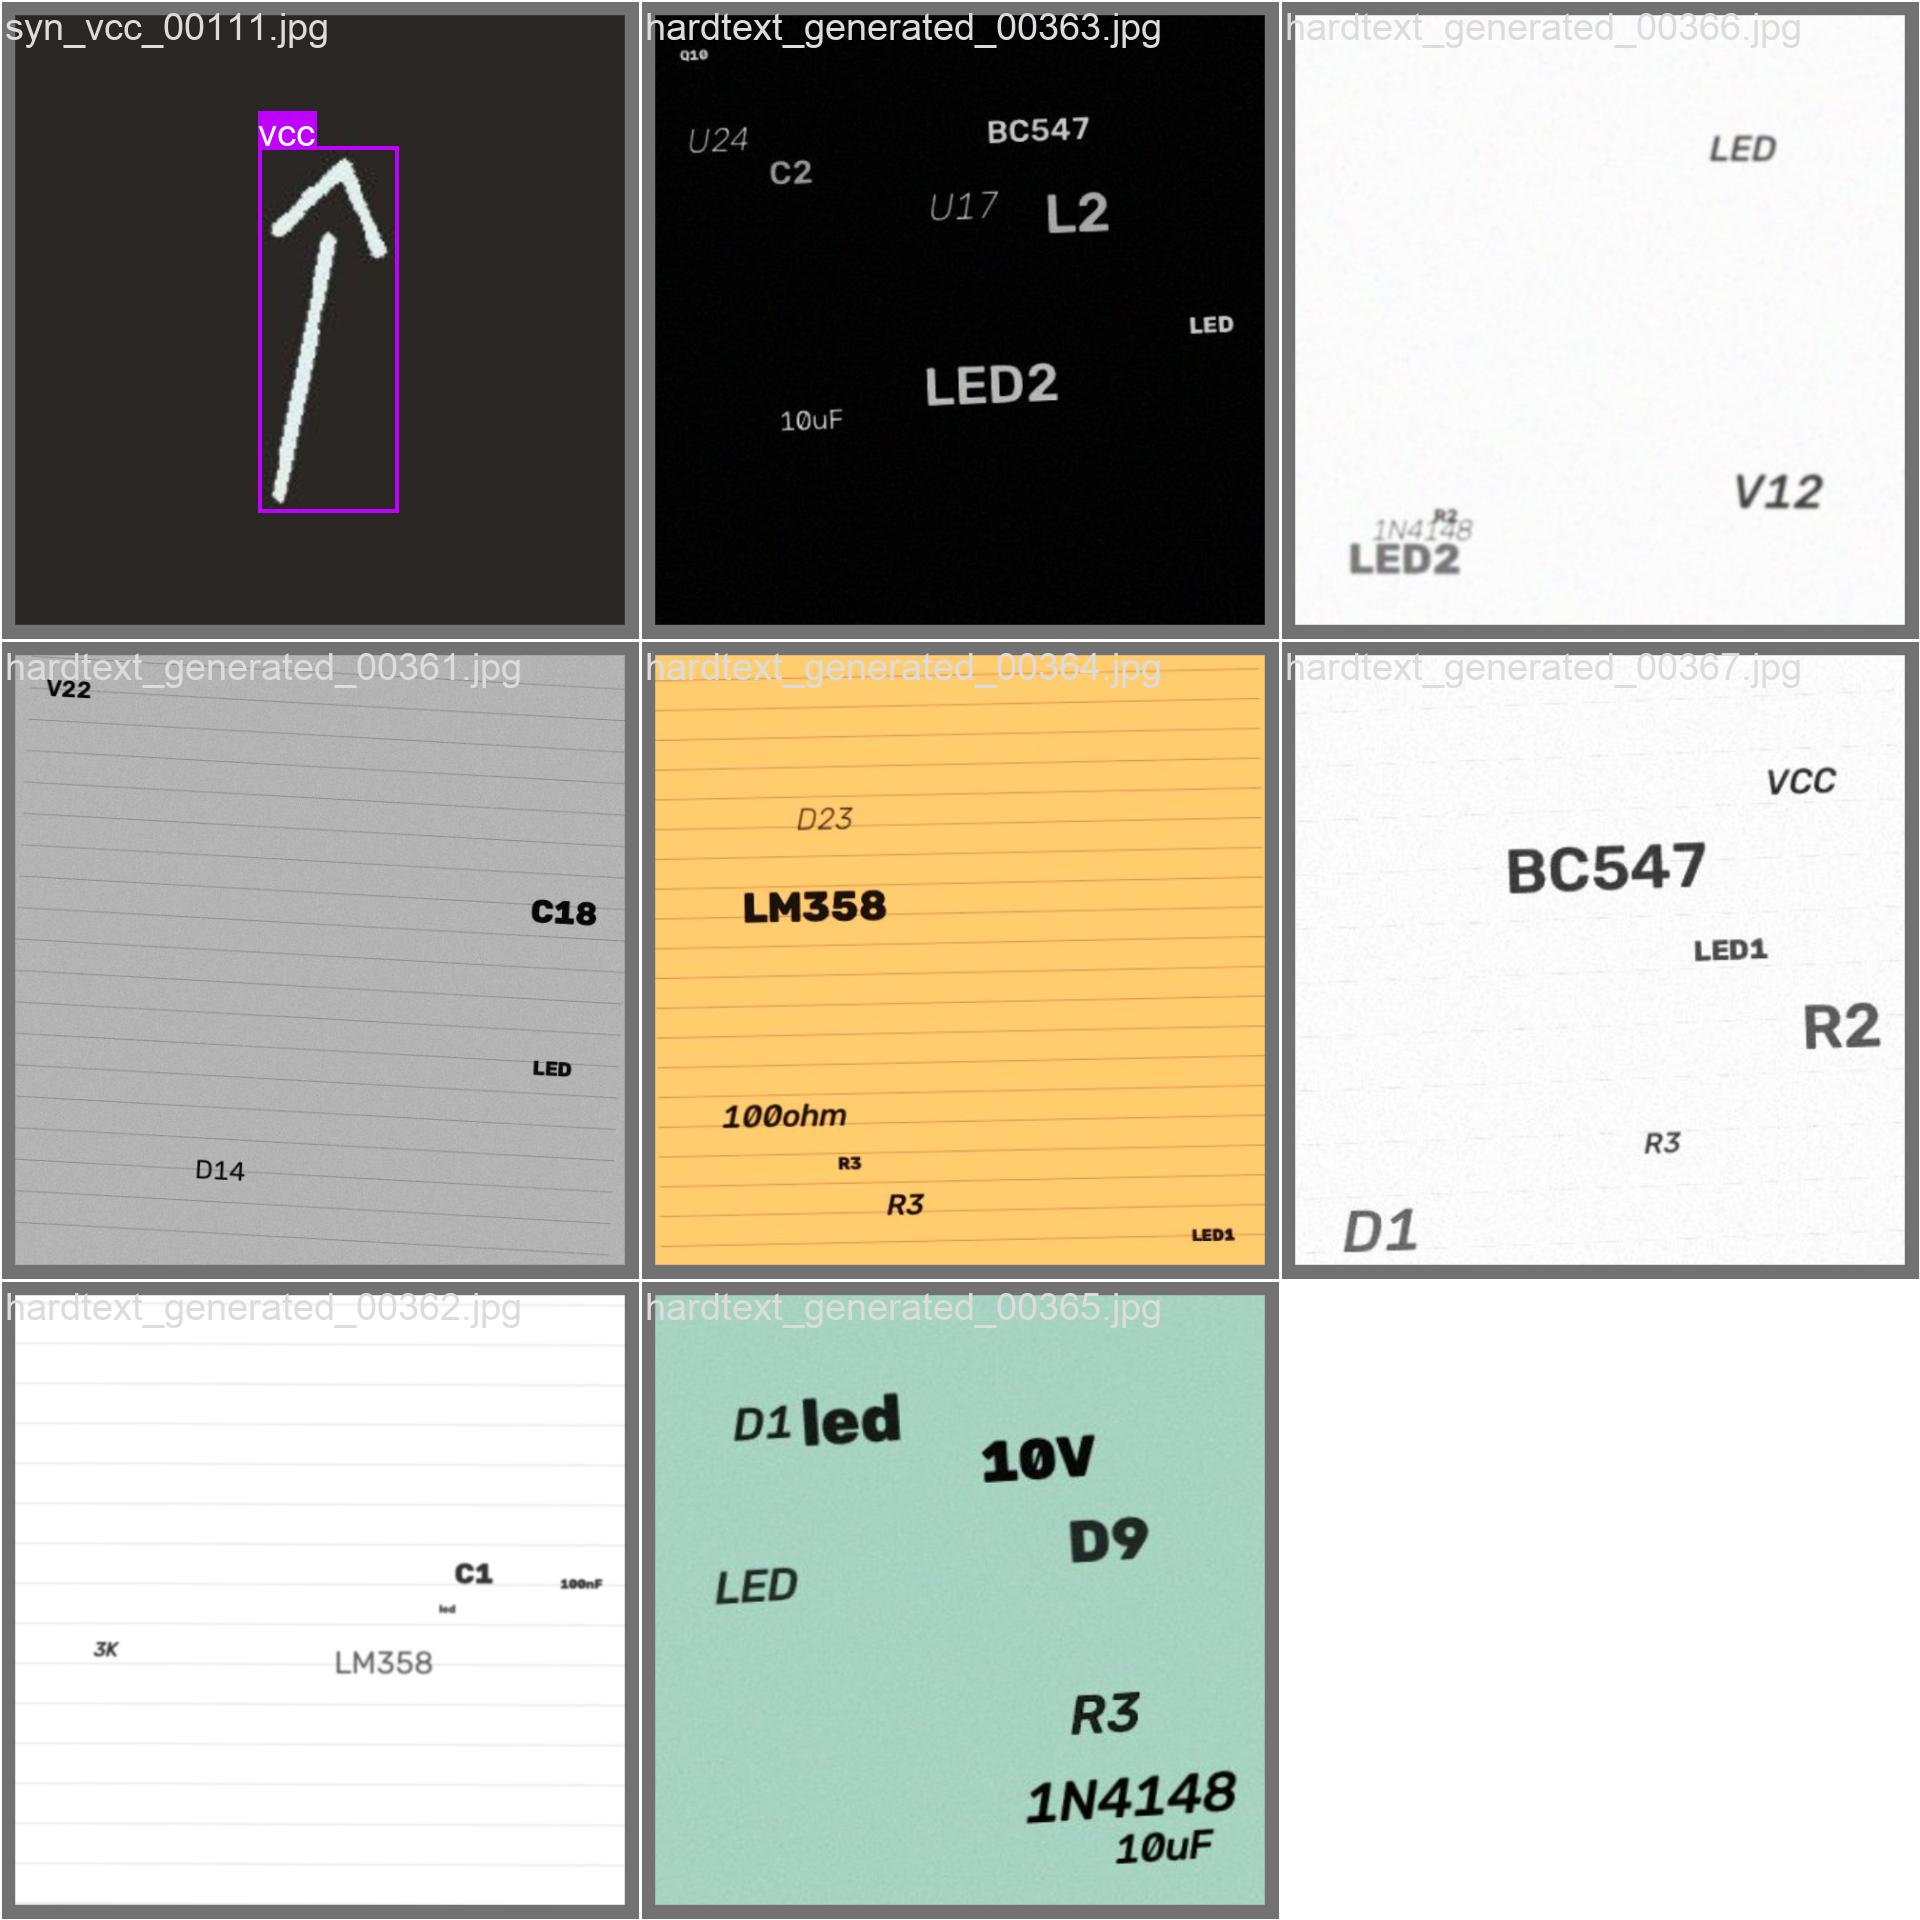 syn_vcc_00111.jpg
vcc
hardtext_generated_00363.jpg
Q10
BC547
U24
C2
U17
L2
LED
LED2
10uF
hardtext_generated_00366.jpg
LED
V12
R2
1N4148
LED2
hardtext_generated_00361.jpg
V22
C18
LED
D14
hardtext_generated_00364.jpg
D23
LM358
100ohm
R3
R3
LED1
hardtext_generated_00367.jpg
VCC
BC547
LED1
R2
R3
D1
hardtext_generated_00362.jpg
C1
100nF
led
3K
LM358
hardtext_generated_00365.jpg
D1 led
10V
D9
LED
R3
1N4148
10uF